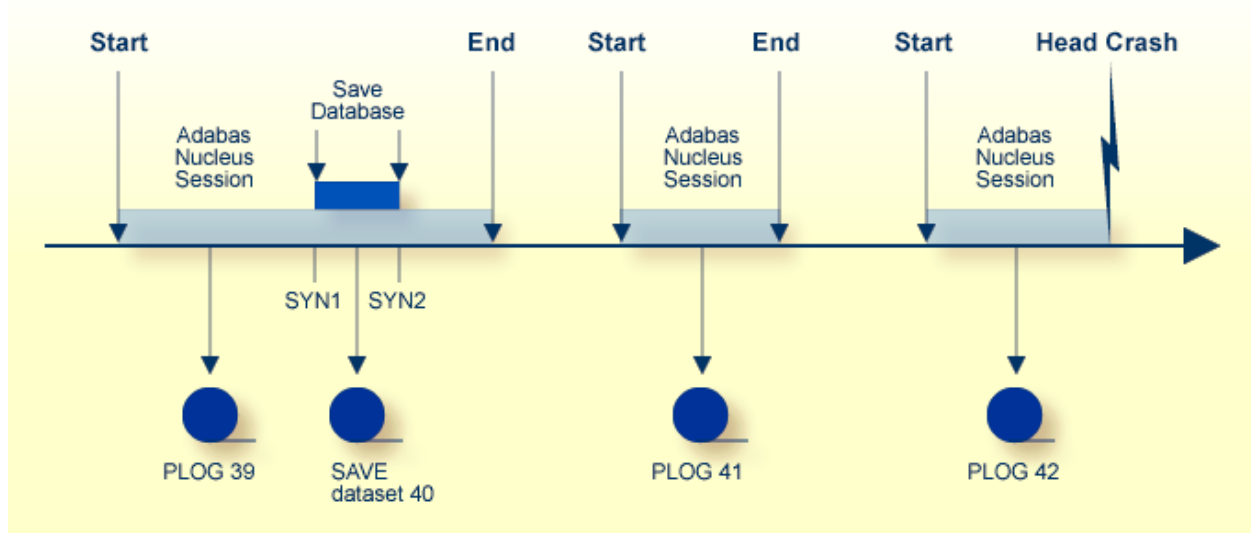 Start
End
Start
End
Start
Head Crash
Save
Database
Adabas
Nucleus
Session
Adabas
Nucleus
Session
Adabas
Nucleus
Session
SYN1
SYN2
PLOG 39
SAVE
dataset 40
PLOG 41
PLOG 42